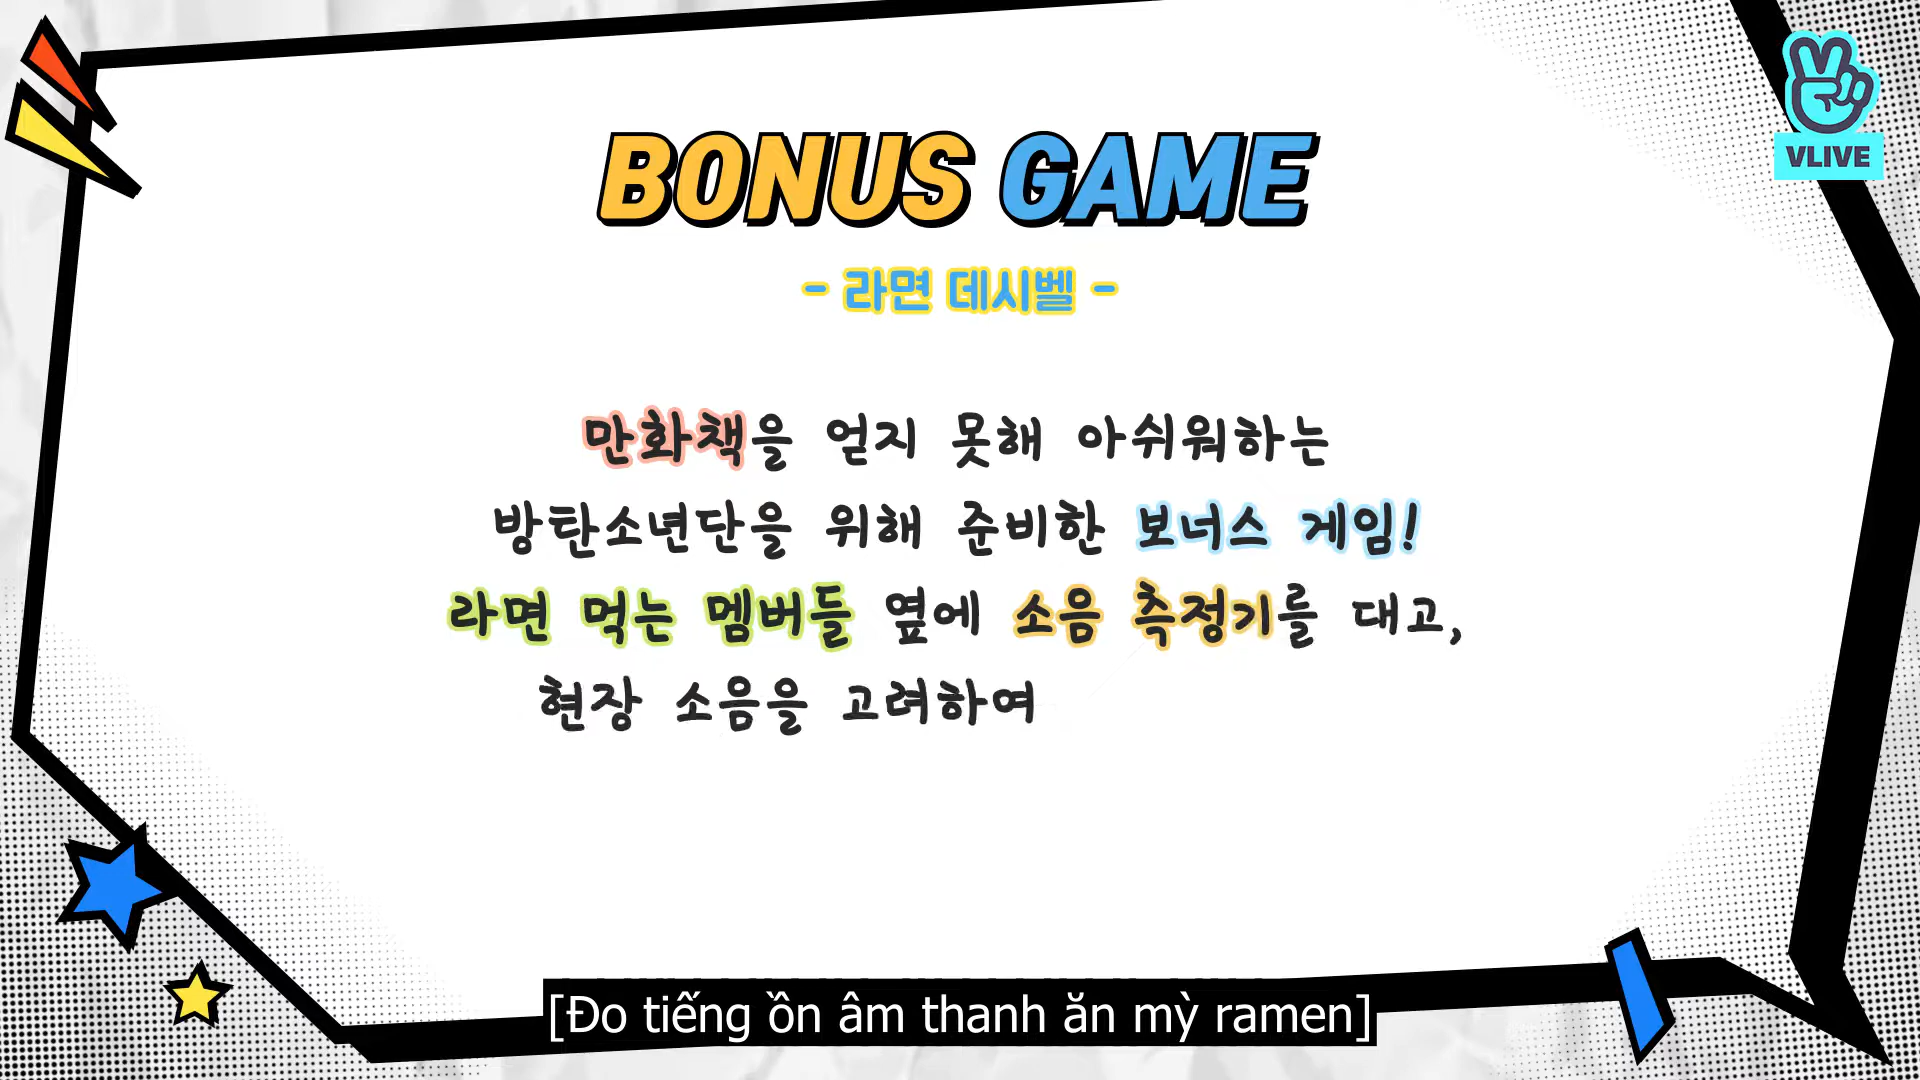 VLIVE
BONUS GAME
- 라면 데시벨 -
만화책을 얻지 못해 아쉬워하는
방탄소년단을 위해 준비한 보너스 게임!
라면 먹는 멤버들 옆에 소음 측정기를 대고,
현장 소음을 고려하여
[Đo tiếng ồn âm thanh ăn mỳ ramen]